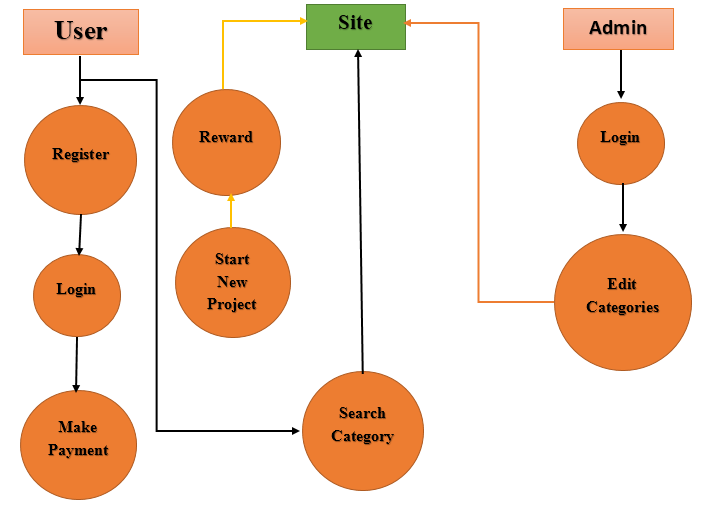 User
Site
Admin
Register
Reward
Login
Start
New
Project
Login
Edit
Categories
Make
Payment
Search
Category